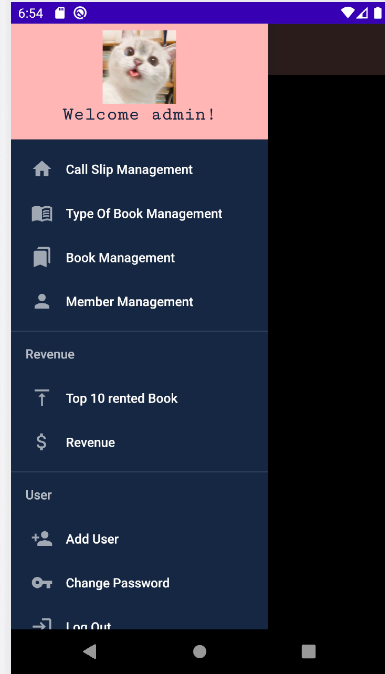 6:54
Welcome admin!
Call Slip Management
Type Of Book Management
Book Management
Member Management
Revenue
Top 10 rented Book
Revenue
User
Add User
Change Password
Log Out